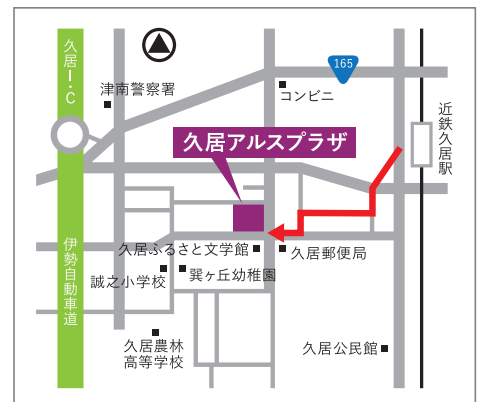 久居I・C
津南警察署
165
コンビニ
近鉄久居駅
久居アルスプラザ
伊勢自動車道
久居ふるさと文学館
久居郵便局
誠之小学校
巽ヶ丘幼稚園
久居農林
高等学校
久居公民館